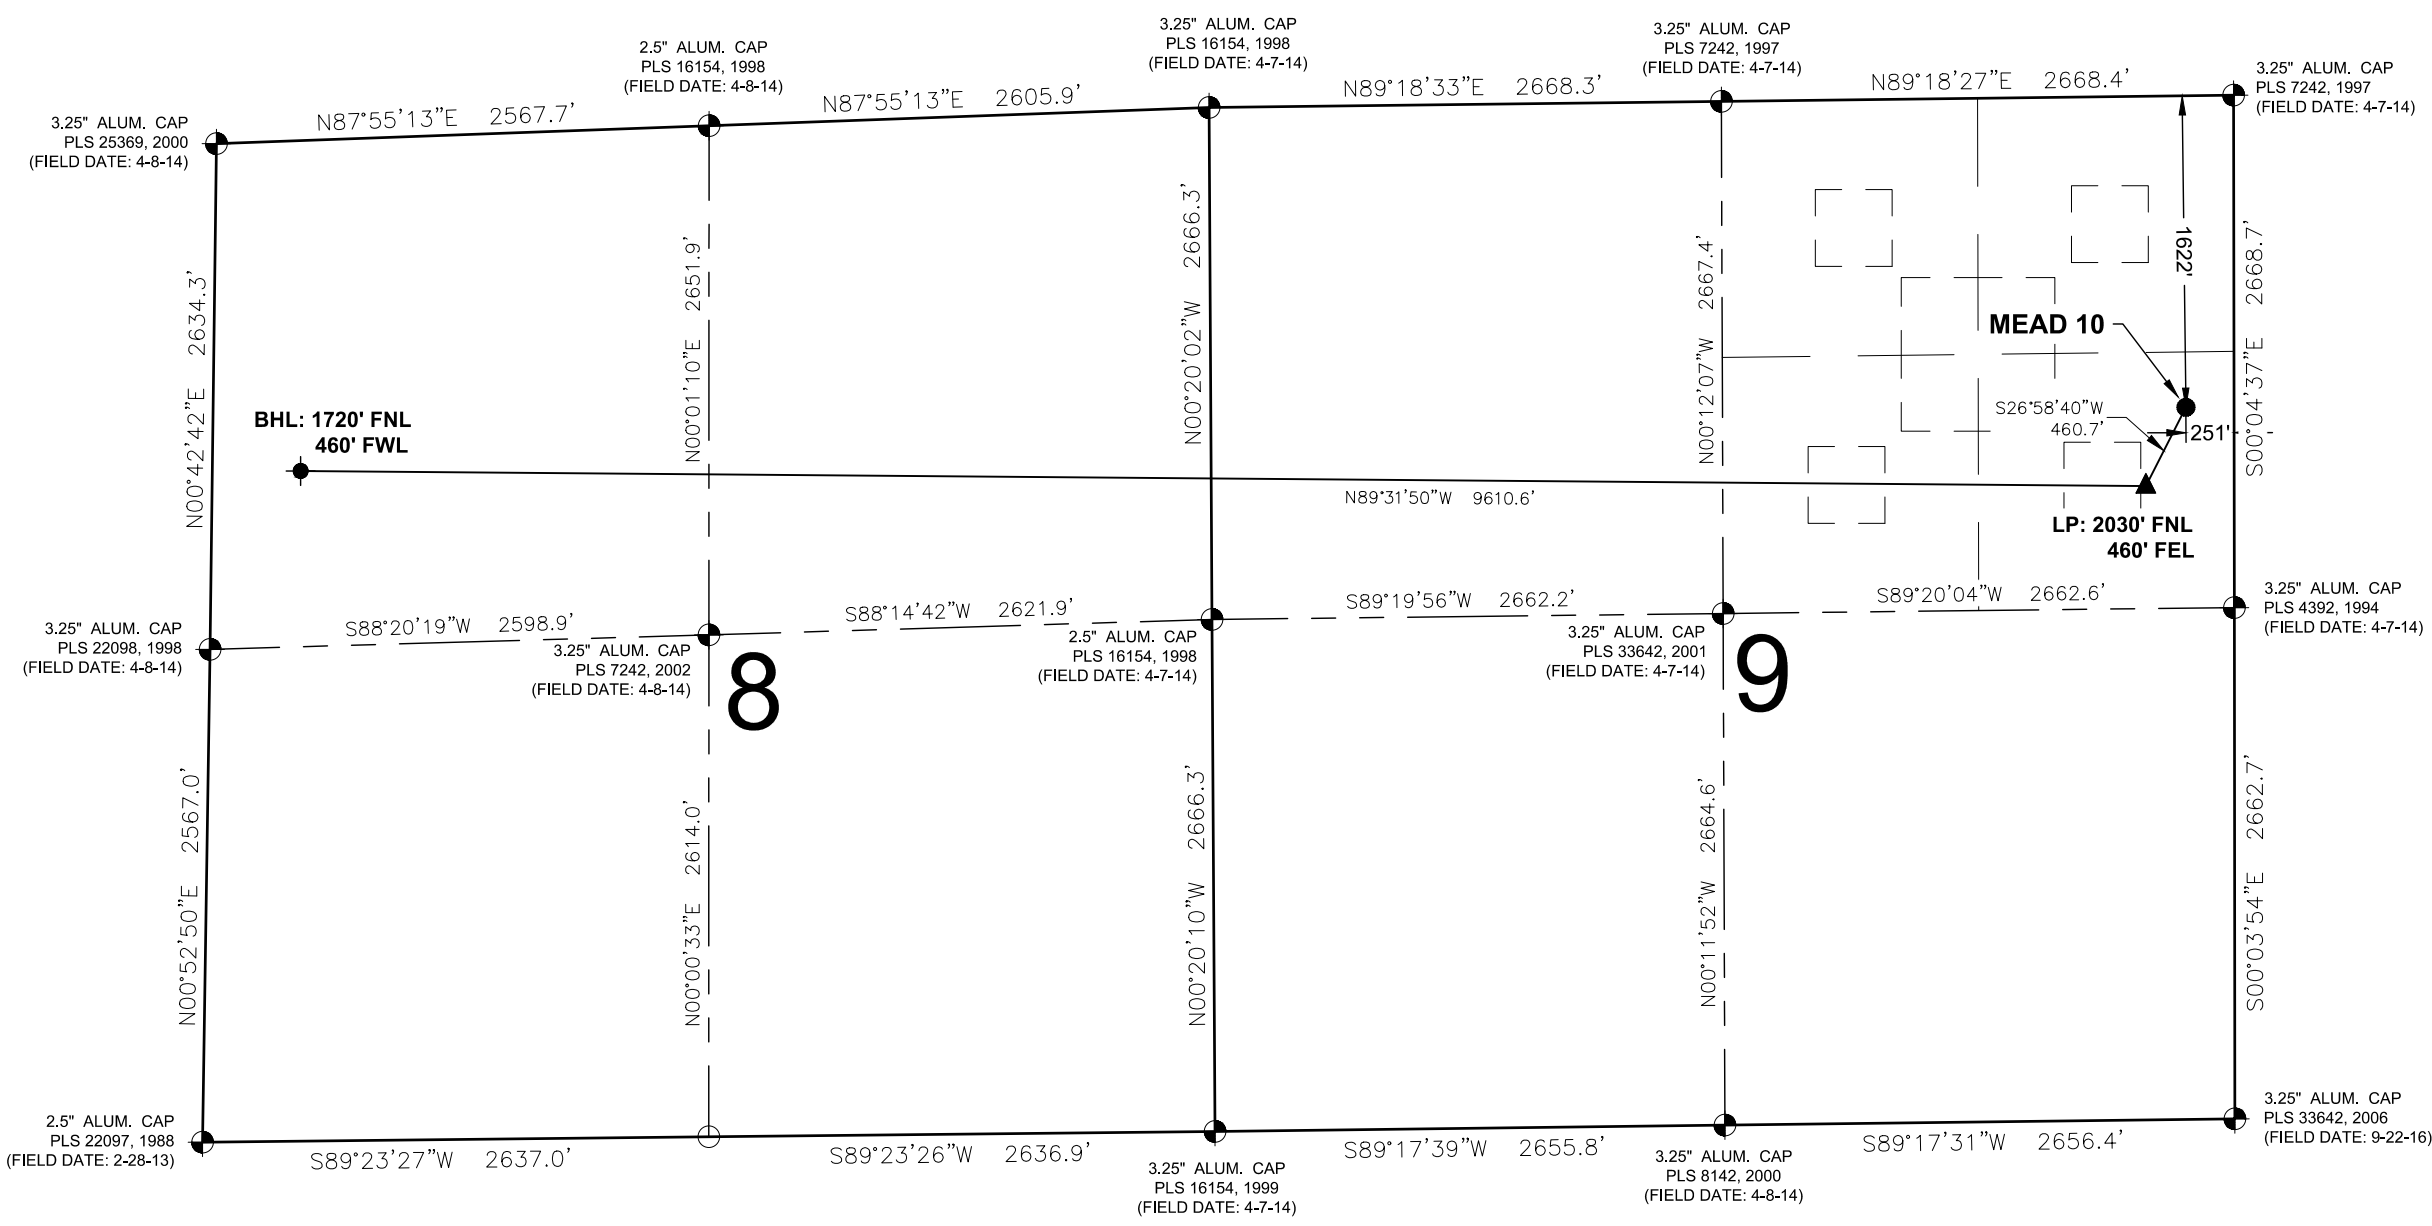 3.25" ALUM. CAP
PLS 25369, 2000
(FIELD DATE: 4-8-14)
N87°55'13"E 2567.7'
2.5" ALUM. CAP
PLS 16154, 1998
(FIELD DATE: 4-8-14)
N87°55'13"E 2605.9'
3.25" ALUM. CAP
PLS 16154, 1998
(FIELD DATE: 4-7-14)
N89°18'33"E 2668.3'
3.25" ALUM. CAP
PLS 7242, 1997
(FIELD DATE: 4-7-14)
N89°18'27"E 2668.4'
3.25" ALUM. CAP
PLS 7242, 1997
(FIELD DATE: 4-7-14)
N00°42'42"E 2634.3'
N00°01'10"E 2651.9'
N00°20'02"W 2666.3'
N00°12'07"W 2667.4'
1622'
S00°04'37"E 2668.7'
MEAD 10
S26°58'40"W
460.7'
251'
BHL: 1720' FNL
460' FWL
N89°31'50"W 9610.6'
LP: 2030' FNL
460' FEL
3.25" ALUM. CAP
PLS 22098, 1998
(FIELD DATE: 4-8-14)
S88°20'19"W 2598.9'
3.25" ALUM. CAP
PLS 7242, 2002
(FIELD DATE: 4-8-14)
8
S88°14'42"W 2621.9'
2.5" ALUM. CAP
PLS 16154, 1998
(FIELD DATE: 4-7-14)
S89°19'56"W 2662.2'
3.25" ALUM. CAP
PLS 33642, 2001
(FIELD DATE: 4-7-14)
9
S89°20'04"W 2662.6'
3.25" ALUM. CAP
PLS 4392, 1994
(FIELD DATE: 4-7-14)
N00°52'50"E 2567.0'
N00°00'33"E 2614.0'
N00°20'10"W 2666.3'
N00°11'52"W 2664.6'
S00°03'54"E 2662.7'
2.5" ALUM. CAP
PLS 22097, 1988
(FIELD DATE: 2-28-13)
S89°23'27"W 2637.0'
S89°23'26"W 2636.9'
3.25" ALUM. CAP
PLS 16154, 1999
(FIELD DATE: 4-7-14)
S89°17'39"W 2655.8'
3.25" ALUM. CAP
PLS 8142, 2000
(FIELD DATE: 4-8-14)
S89°17'31"W 2656.4'
3.25" ALUM. CAP
PLS 33642, 2006
(FIELD DATE: 9-22-16)